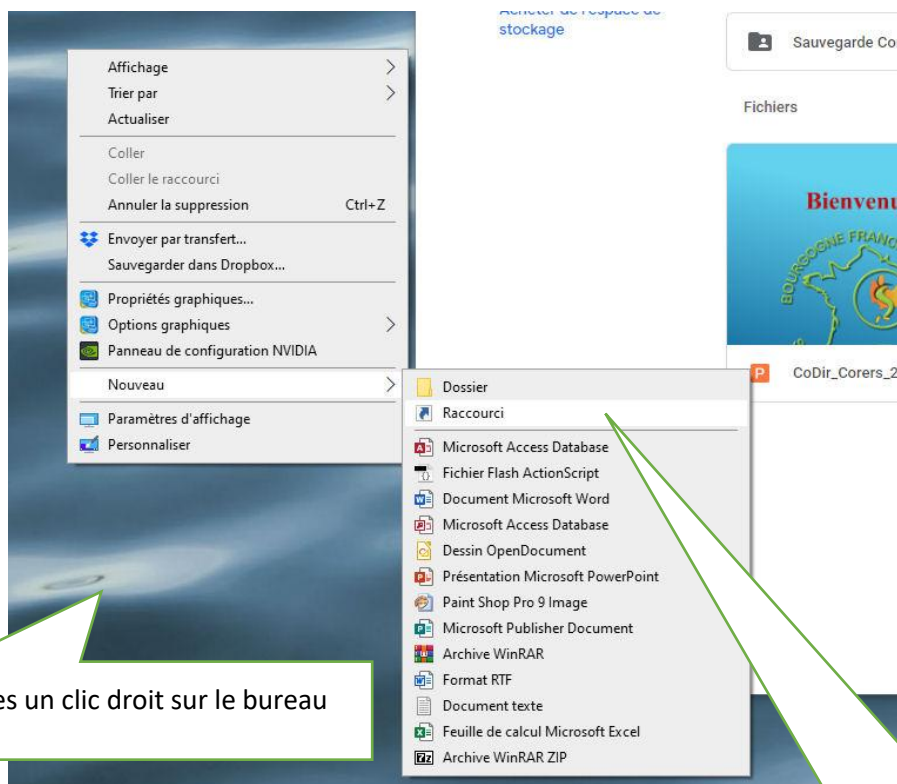 stockage
Sauvegarde Co
Fichiers
Bienvenu
BOURGOGNE FRANC
CoDir_Corers_2
Affichage
Trier par
Actualiser
Coller
Coller le raccourci
Annuler la suppression Ctrl+Z
Envoyer par transfert...
Sauvegarder dans Dropbox...
Propriétés graphiques...
Options graphiques
Panneau de configuration NVIDIA
Nouveau
Paramètres d'affichage
Personnaliser
Dossier
Raccourci
Microsoft Access Database
Fichier Flash ActionScript
Document Microsoft Word
Microsoft Access Database
Dessin OpenDocument
Présentation Microsoft PowerPoint
Paint Shop Pro 9 Image
Microsoft Publisher Document
Archive WinRAR
Format RTF
Document texte
Feuille de calcul Microsoft Excel
Archive WinRAR ZIP
es un clic droit sur le bureau